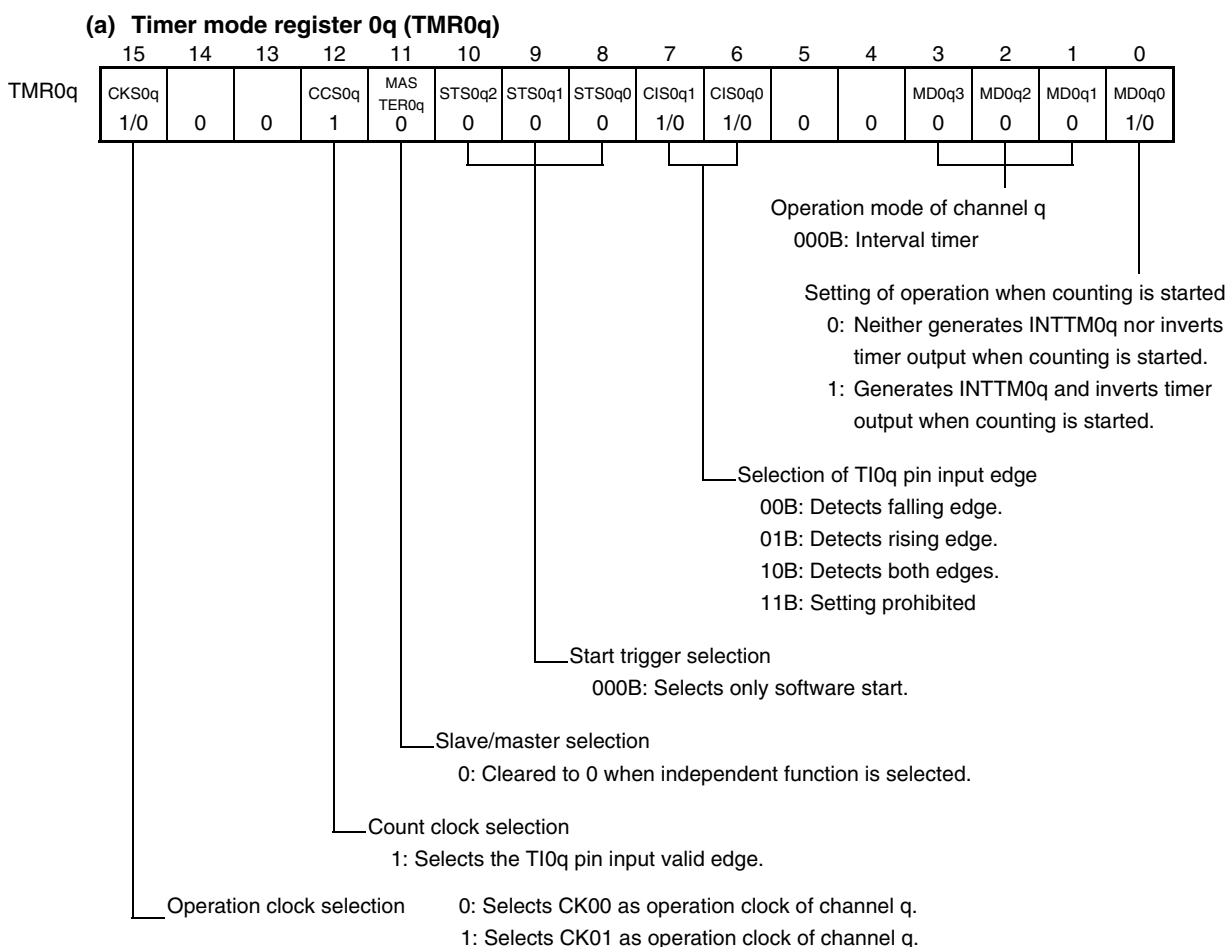 (a) Timer mode register 0q (TMR0q)
15 14 13 12 11 10 9 8 7 6 5 4 3 2 1 0
TMR0q
CKS0q CCS0q MAS TER0q STS0q2 STS0q1 STS0q0 CIS0q1 CIS0q0 MD0q3 MD0q2 MD0q1 MD0q0
1/0 0 0 1 0 0 0 0 1/0 1/0 0 0 0 0 0 1/0
Operation mode of channel q
000B: Interval timer
Setting of operation when counting is started
0: Neither generates INTTM0q nor inverts
timer output when counting is started.
1: Generates INTTM0q and inverts timer
output when counting is started.
Selection of TI0q pin input edge
00B: Detects falling edge.
01B: Detects rising edge.
10B: Detects both edges.
11B: Setting prohibited
Start trigger selection
000B: Selects only software start.
Slave/master selection
0: Cleared to 0 when independent function is selected.
Count clock selection
1: Selects the TI0q pin input valid edge.
Operation clock selection 0: Selects CK00 as operation clock of channel q.
1: Selects CK01 as operation clock of channel q.